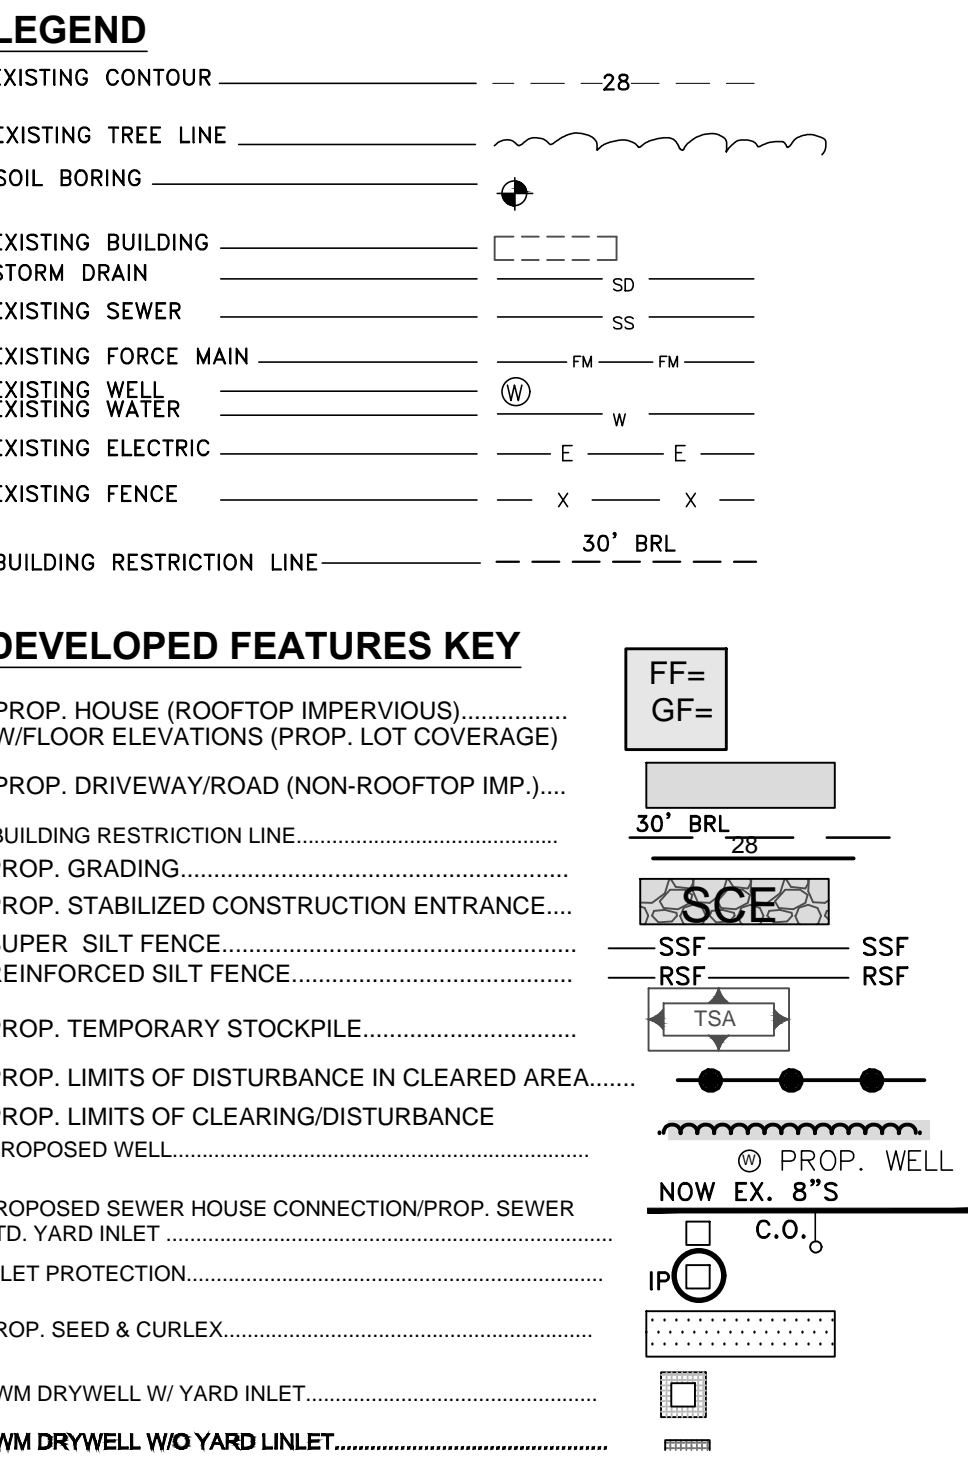 LEGEND
EXISTING CONTOUR 28
EXISTING TREE LINE
SOIL BORING
EXISTING BUILDING
STORM DRAIN SD
EXISTING SEWER SS
EXISTING FORCE MAIN FM FM
EXISTING WELL W
EXISTING WATER W
EXISTING ELECTRIC E E
EXISTING FENCE X X
30' BRL
BUILDING RESTRICTION LINE
DEVELOPED FEATURES KEY
FF=
GF=
PROP. HOUSE (ROOFTOP IMPERVIOUS)................
W/FLOOR ELEVATIONS (PROP. LOT COVERAGE)
PROP. DRIVEWAY/ROAD (NON-ROOFTOP IMP.)....
30' BRL
BUILDING RESTRICTION LINE............................................
28
PROP. GRADING.........................................................
PROP. STABILIZED CONSTRUCTION ENTRANCE.... SCE
SUPER SILT FENCE.................................................... SSF SSF
REINFORCED SILT FENCE......................................... RSF RSF
PROP. TEMPORARY STOCKPILE............................... TSA
PROP. LIMITS OF DISTURBANCE IN CLEARED AREA.......
PROP. LIMITS OF CLEARING/DISTURBANCE
PROPOSED WELL...................................................................... W PROP. WELL
NOW EX. 8"S
PROPOSED SEWER HOUSE CONNECTION/PROP. SEWER
C.O.
TD. YARD INLET ...........................................................................
LET PROTECTION...................................................................... IP
ROP. SEED & CURLEX..............................................................
WM DRYWELL W/ YARD INLET.................................................
WM DRYWELL W/O YARD LINLET..............................................